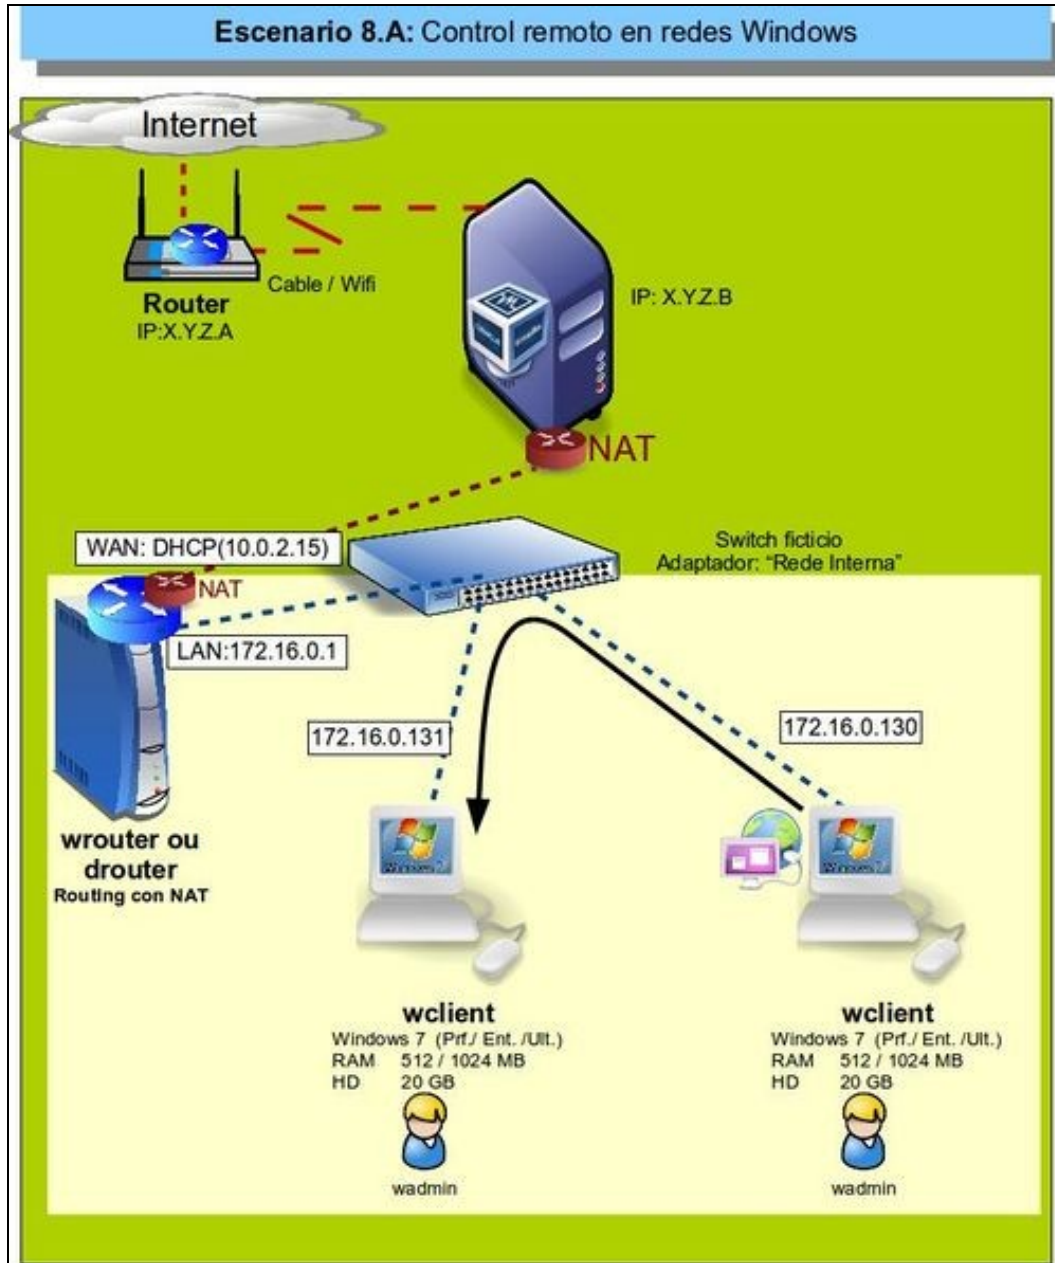 Escenario 8.A: Control remoto en redes Windows
Internet
Cable / Wifi
Router
IP:X.Y.Z.A
IP: X.Y.Z.B
NAT
WAN: DHCP(10.0.2.15)
Switch ficticio
Adaptador: “Rede Interna”
NAT
LAN:172.16.0.1
172.16.0.131
172.16.0.130
wrouter ou
drouter
Routing con NAT
wclient
Windows 7 (Prf./ Ent. /Ult.)
RAM 512 / 1024 MB
HD 20 GB
wadmin
wclient
Windows 7 (Prf./ Ent. /Ult.)
RAM 512 / 1024 MB
HD 20 GB
wadmin